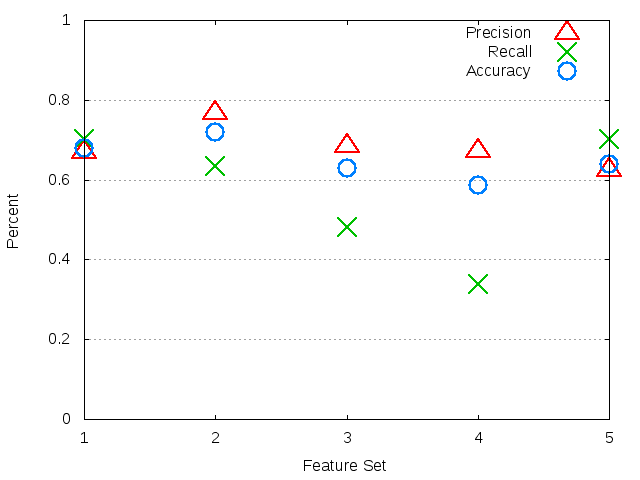 1
Precision
Recall
0.8
Accuracy
0.6
Percent
0.4
0.2
0
1 2 3 4 5
Feature Set